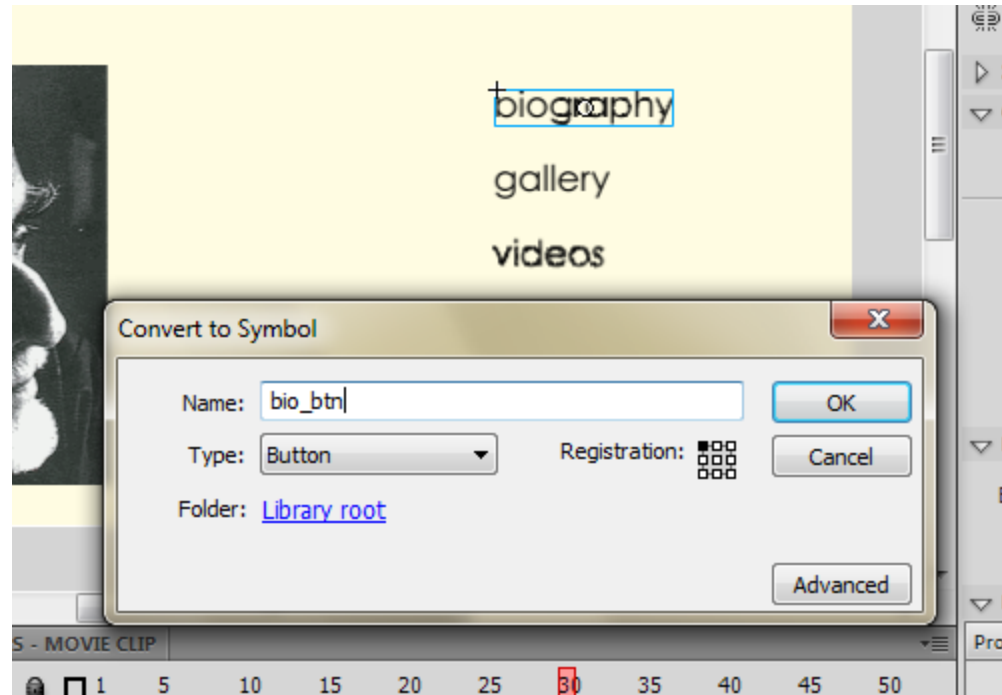 biography
gallery
videos
Convert to Symbol
Name: bio_btn OK
Type: Button Registration: Cancel
Folder: Library root
Advanced
S - MOVIE CLIP
Pro
1 5 10 15 20 25 30 35 40 45 50